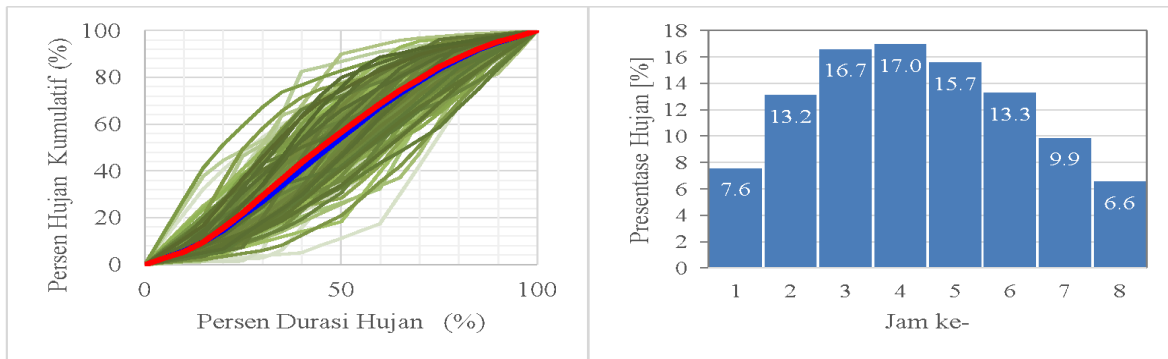 Persen Hujan Kumulatif (%)
100
80
60
40
20
0
0 50 100
Persen Durasi Hujan (%)
Presentase Hujan [%]
18
16
14
12
10
8
6
4
2
0
7.6 13.2 16.7 17.0 15.7 13.3 9.9 6.6
1 2 3 4 5 6 7 8
Jam ke-